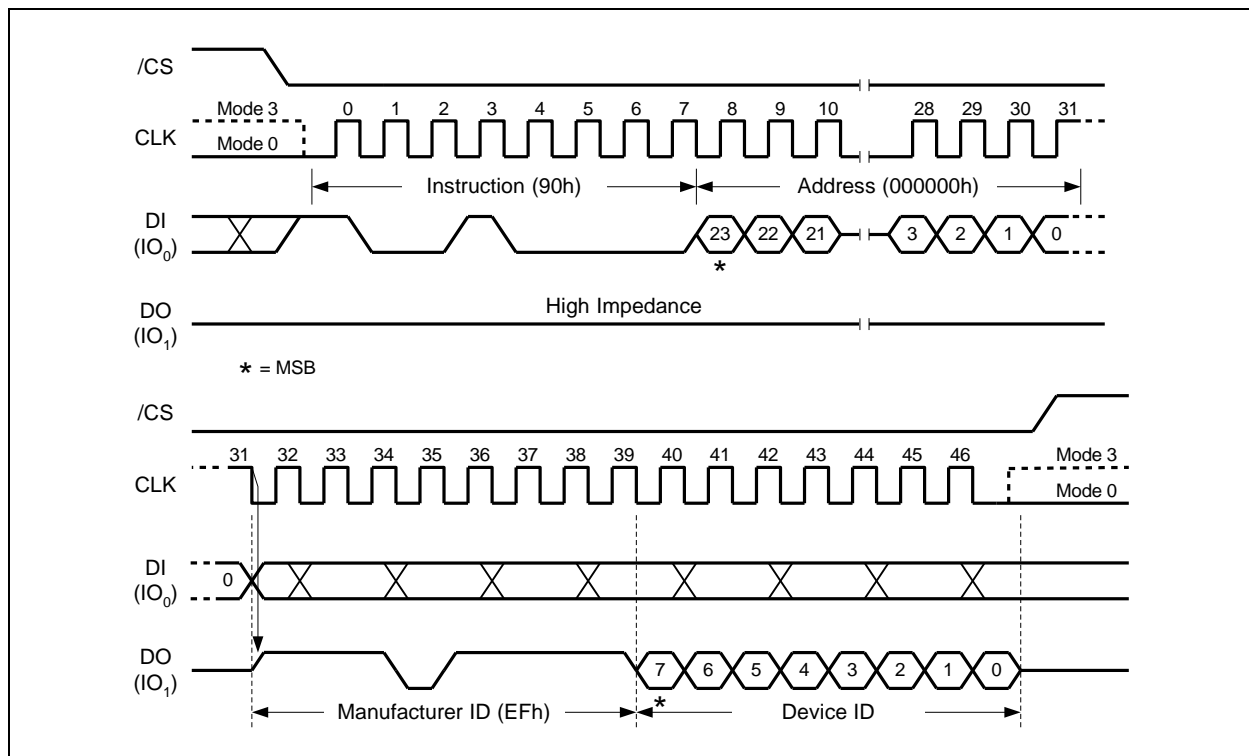 /CS
Mode 3 0 1 2 3 4 5 6 7 8 9 10 28 29 30 31
CLK Mode 0
Instruction (90h) Address (000000h)
DI
(IO0) 23 22 21 3 2 1 0
*
High Impedance
DO
(IO1)
* = MSB
/CS
31 32 33 34 35 36 37 38 39 40 41 42 43 44 45 46 Mode 3
CLK Mode 0
DI
(IO0) 0
DO
(IO1) 7 6 5 4 3 2 1 0
*
Manufacturer ID (EFh) Device ID